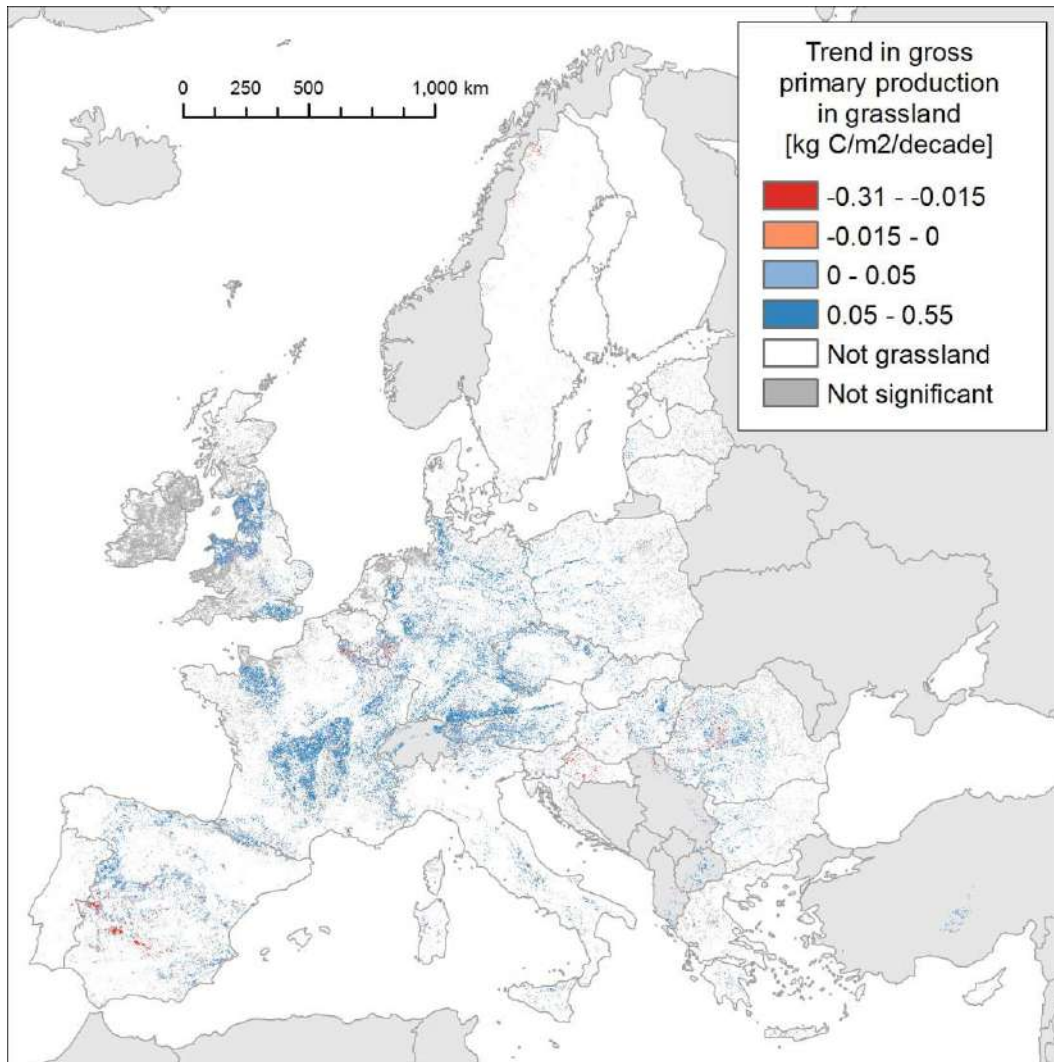 0 250 500 1,000 km
Trend in gross
primary production
in grassland
[kg C/m2/decade]
-0.31 - -0.015
-0.015 - 0
0 - 0.05
0.05 - 0.55
Not grassland
Not significant